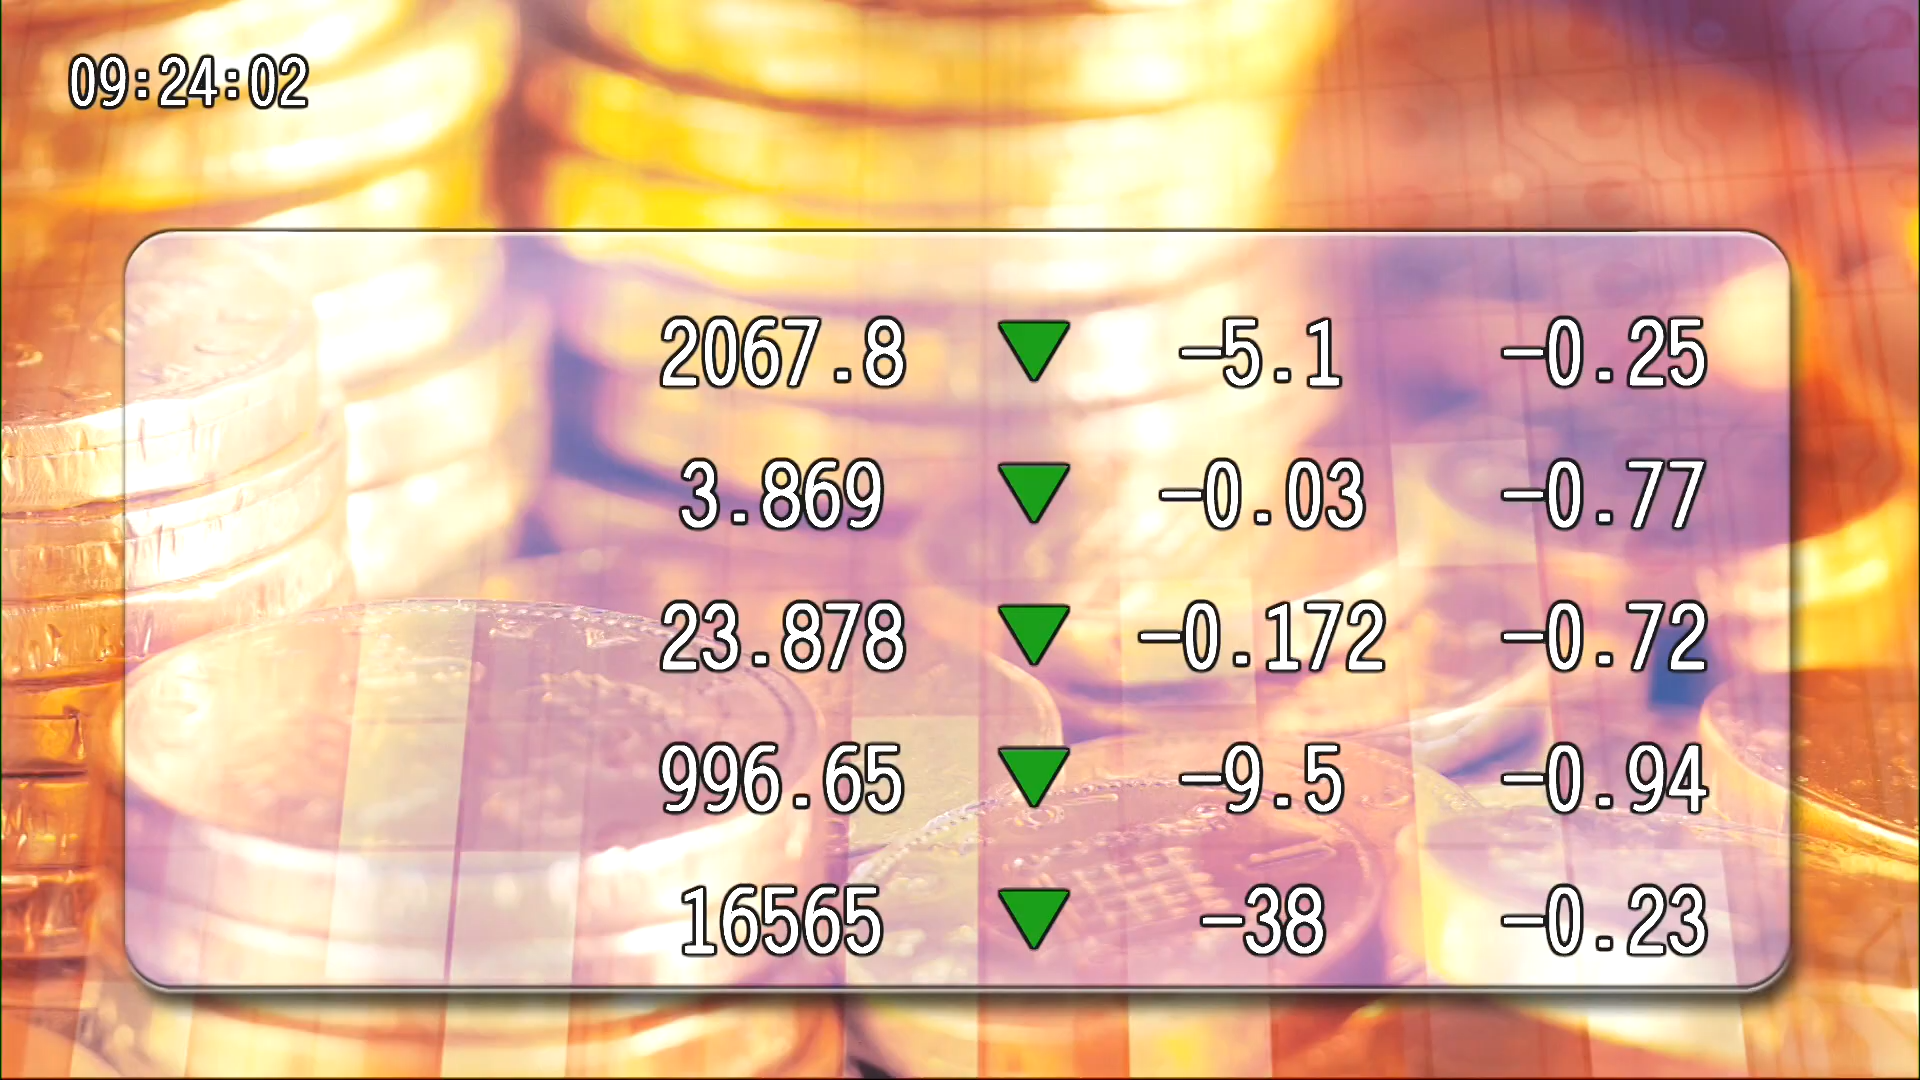 09:24:02
2067.8 ▼ −5.1 −0.25
3.869 ▼ −0.03 −0.77
23.878 ▼ −0.172 −0.72
996.65 ▼ −9.5 −0.94
16565 ▼ −38 −0.23